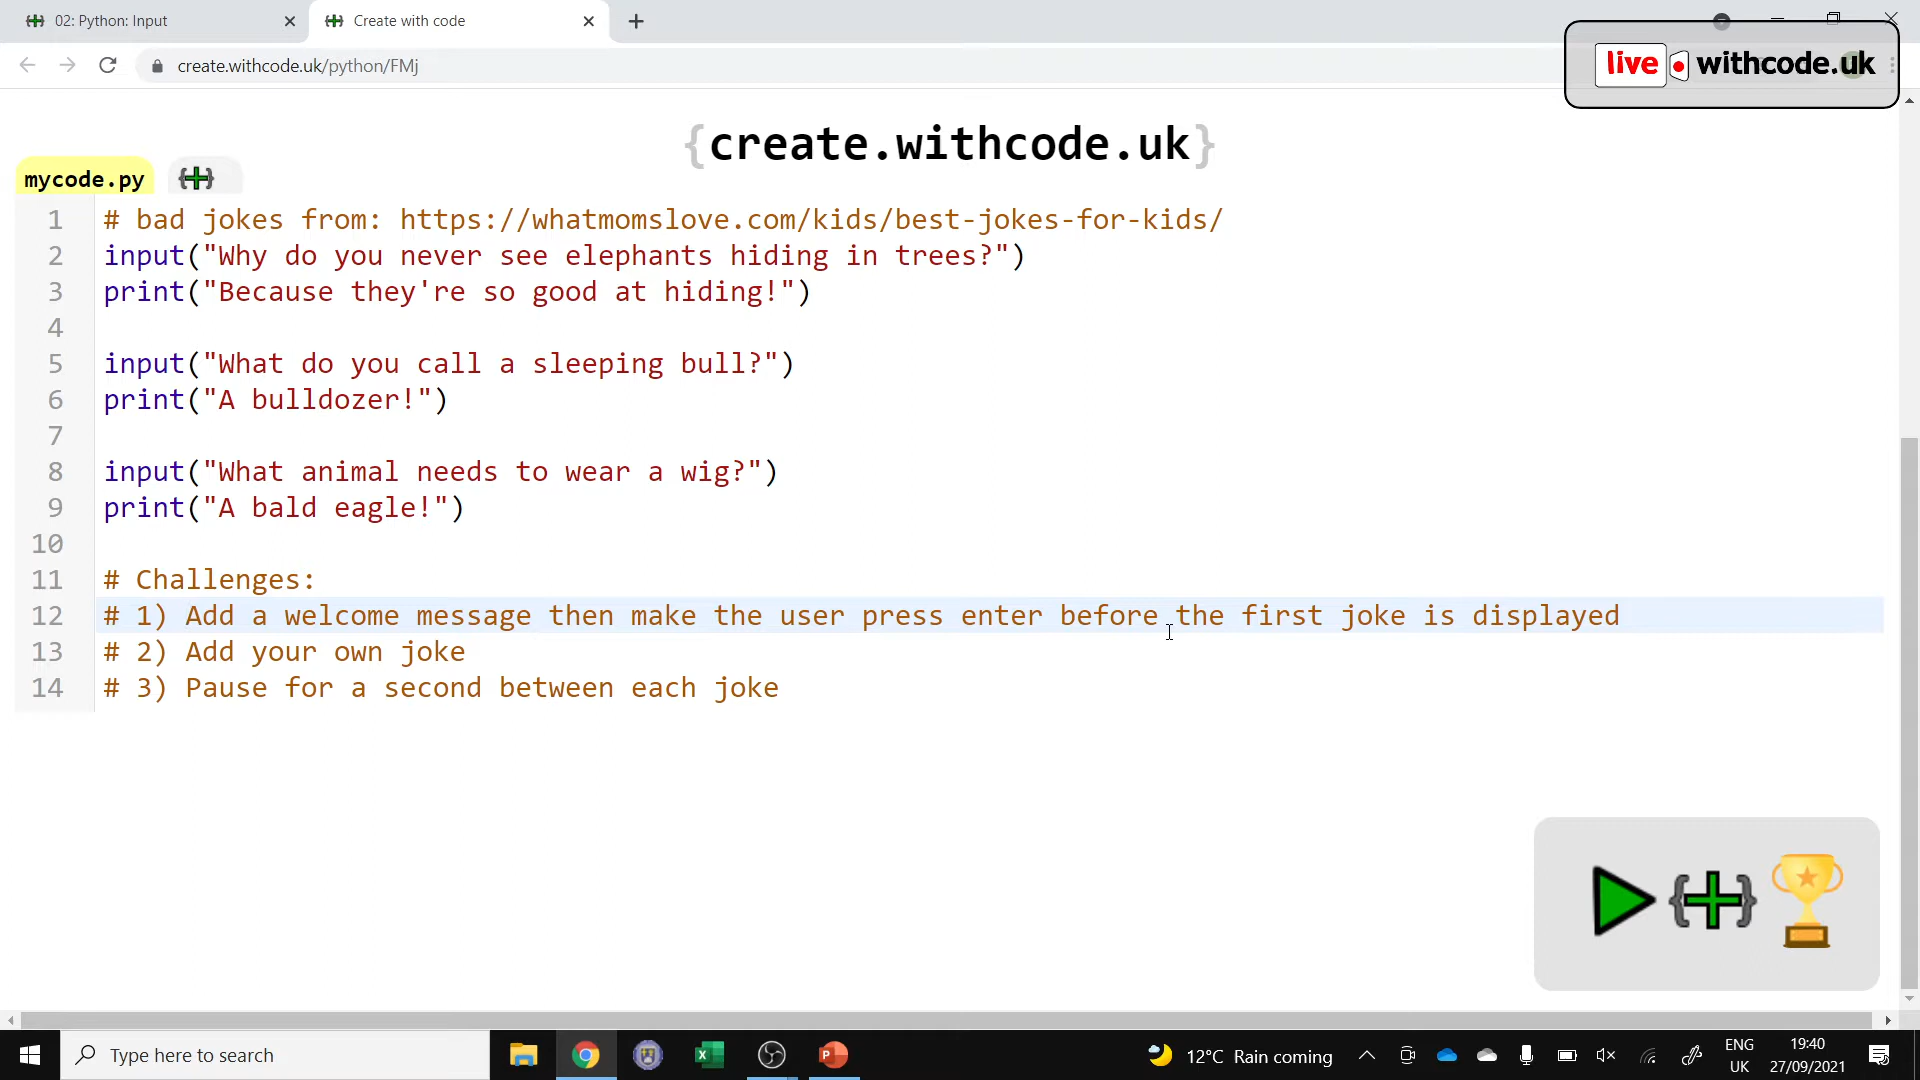 02: Python: Input
Create with code
create.withcode.uk/python/FMj
live withcode.uk
{create.withcode.uk}
mycode.py
1 # bad jokes from: https://whatmomslove.com/kids/best-jokes-for-kids/
2 input("Why do you never see elephants hiding in trees?")
3 print("Because they're so good at hiding!")
4
5 input("What do you call a sleeping bull?")
6 print("A bulldozer!")
7
8 input("What animal needs to wear a wig?")
9 print("A bald eagle!")
10
11 # Challenges:
12 # 1) Add a welcome message then make the user press enter before the first joke is displayed
13 # 2) Add your own joke
14 # 3) Pause for a second between each joke
Type here to search
12°C Rain coming
ENG
UK
19:40
27/09/2021